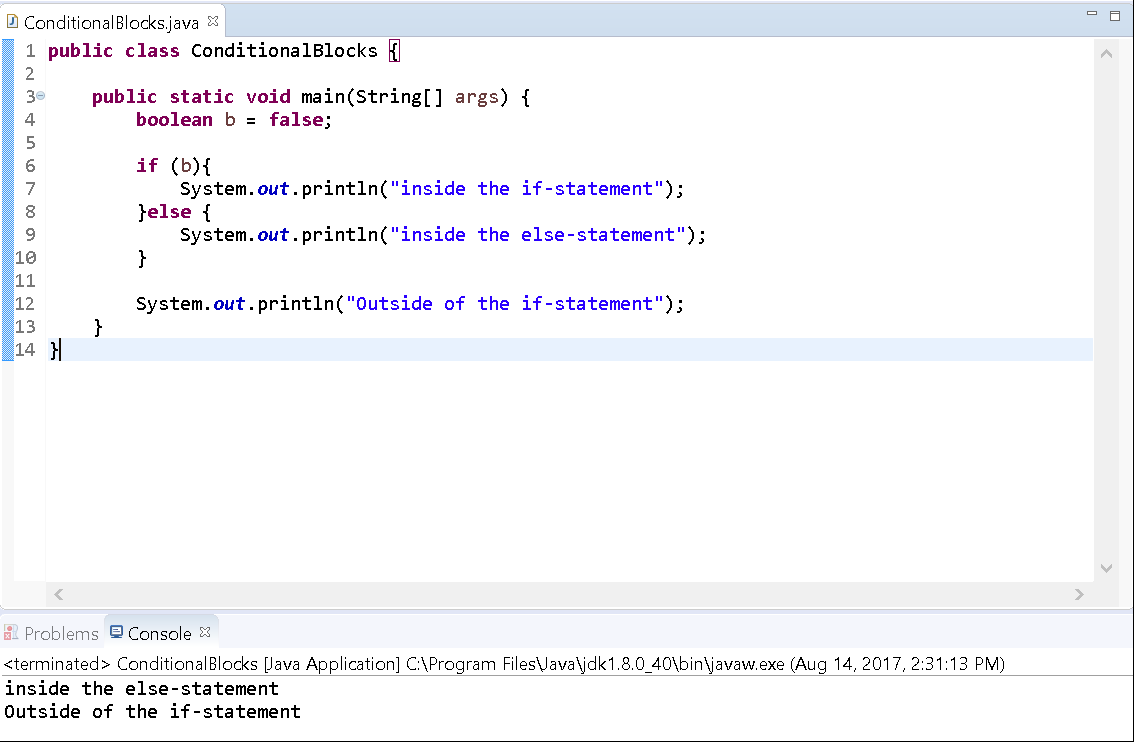 ConditionalBlocks.java
1 public class ConditionalBlocks {
2
3 public static void main(String[] args) {
4 boolean b = false;
5
6 if (b){
7 System.out.println("inside the if-statement");
8 }else {
9 System.out.println("inside the else-statement");
10 }
11
12 System.out.println("Outside of the if-statement");
13 }
14 }
Problems Console
<terminated> ConditionalBlocks [Java Application] C:\Program Files\Java\jdk1.8.0_40\bin\javaw.exe (Aug 14, 2017, 2:31:13 PM)
inside the else-statement
Outside of the if-statement